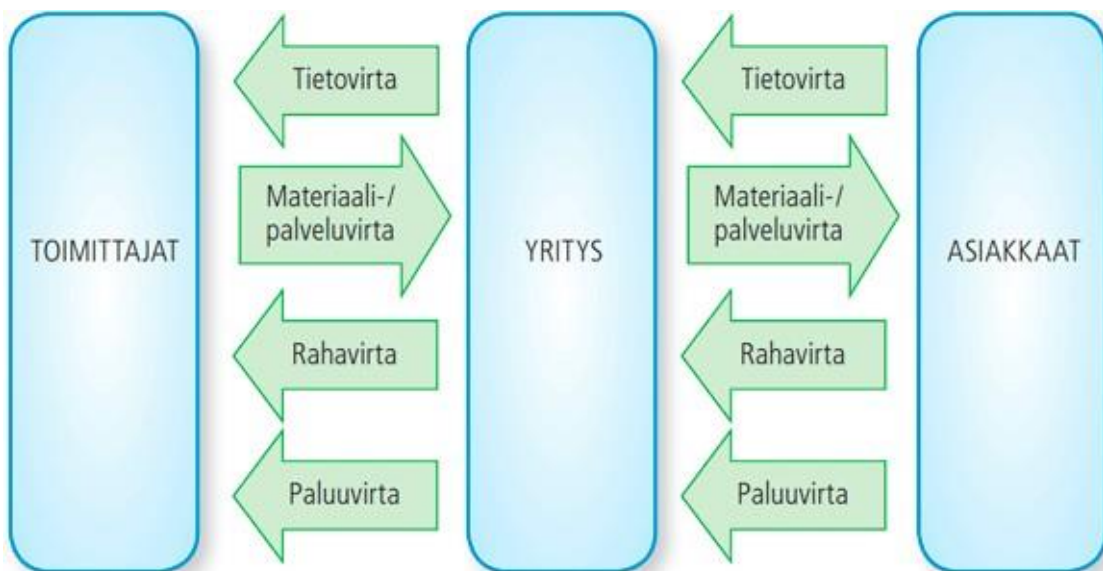 Tietovirta
Tietovirta
Materiaali-/
palveluvirta
Materiaali-/
palveluvirta
TOIMITTAJAT
YRITYS
ASIAKKAAT
Rahavirta
Rahavirta
Paluuvirta
Paluuvirta